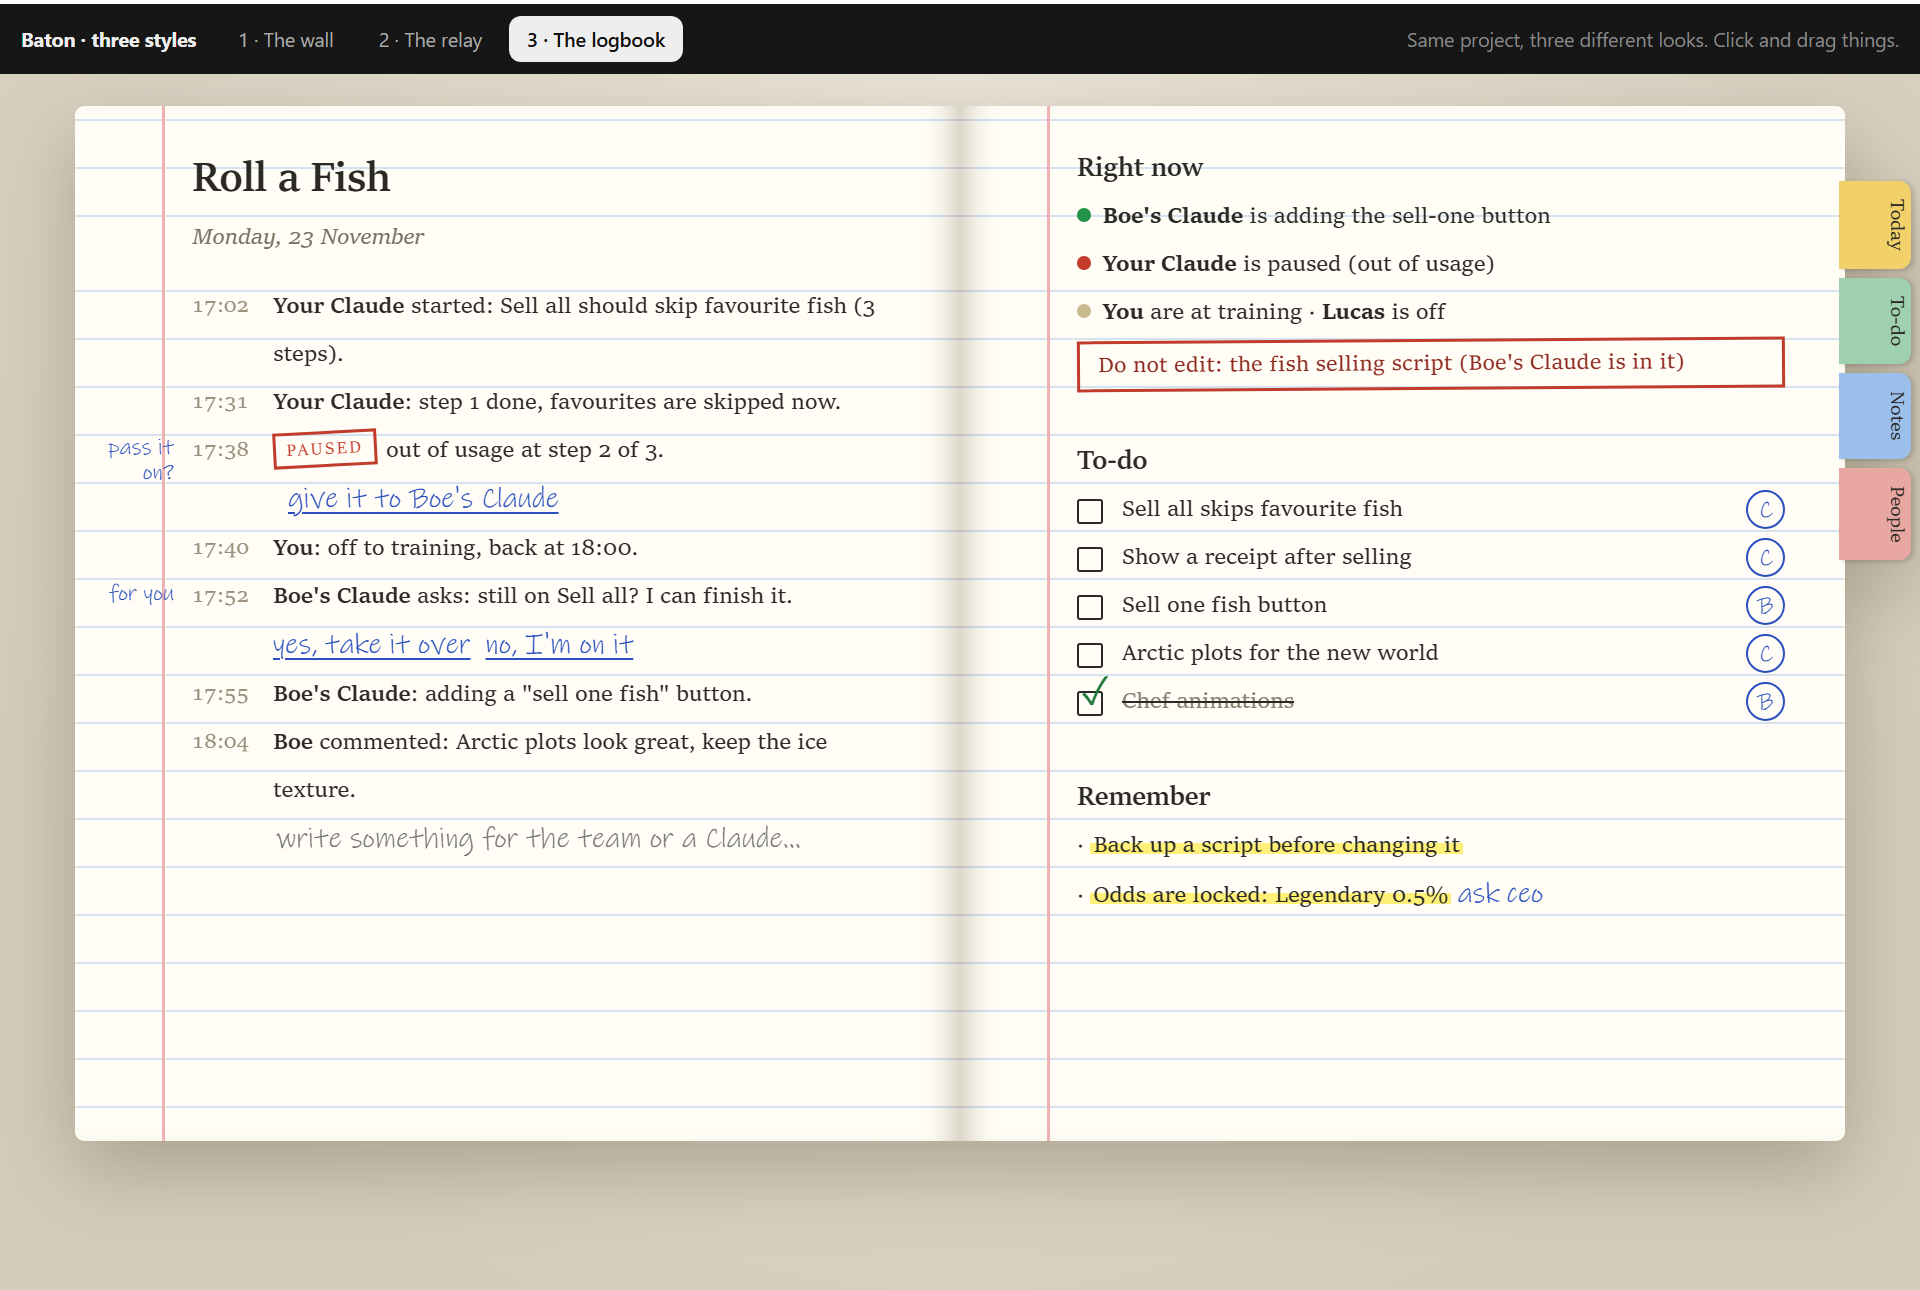 Baton · three styles
1 · The wall
2 · The relay
3 · The logbook
Same project, three different looks. Click and drag things.
Roll a Fish
Monday, 23 November
17:02 Your Claude started: Sell all should skip favourite fish (3
steps).
17:31 Your Claude: step 1 done, favourites are skipped now.
pass it
on?
17:38 PAUSED out of usage at step 2 of 3.
give it to Boe's Claude
17:40 You: off to training, back at 18:00.
for you
17:52 Boe's Claude asks: still on Sell all? I can finish it.
yes, take it over no, I'm on it
17:55 Boe's Claude: adding a "sell one fish" button.
18:04 Boe commented: Arctic plots look great, keep the ice
texture.
write something for the team or a Claude...
Right now
Boe's Claude is adding the sell-one button
Your Claude is paused (out of usage)
You are at training · Lucas is off
Do not edit: the fish selling script (Boe's Claude is in it)
To-do
Sell all skips favourite fish C
Show a receipt after selling C
Sell one fish button B
Arctic plots for the new world C
Chef animations B
Remember
· Back up a script before changing it
· Odds are locked: Legendary 0.5% ask ceo
Today
To-do
Notes
People